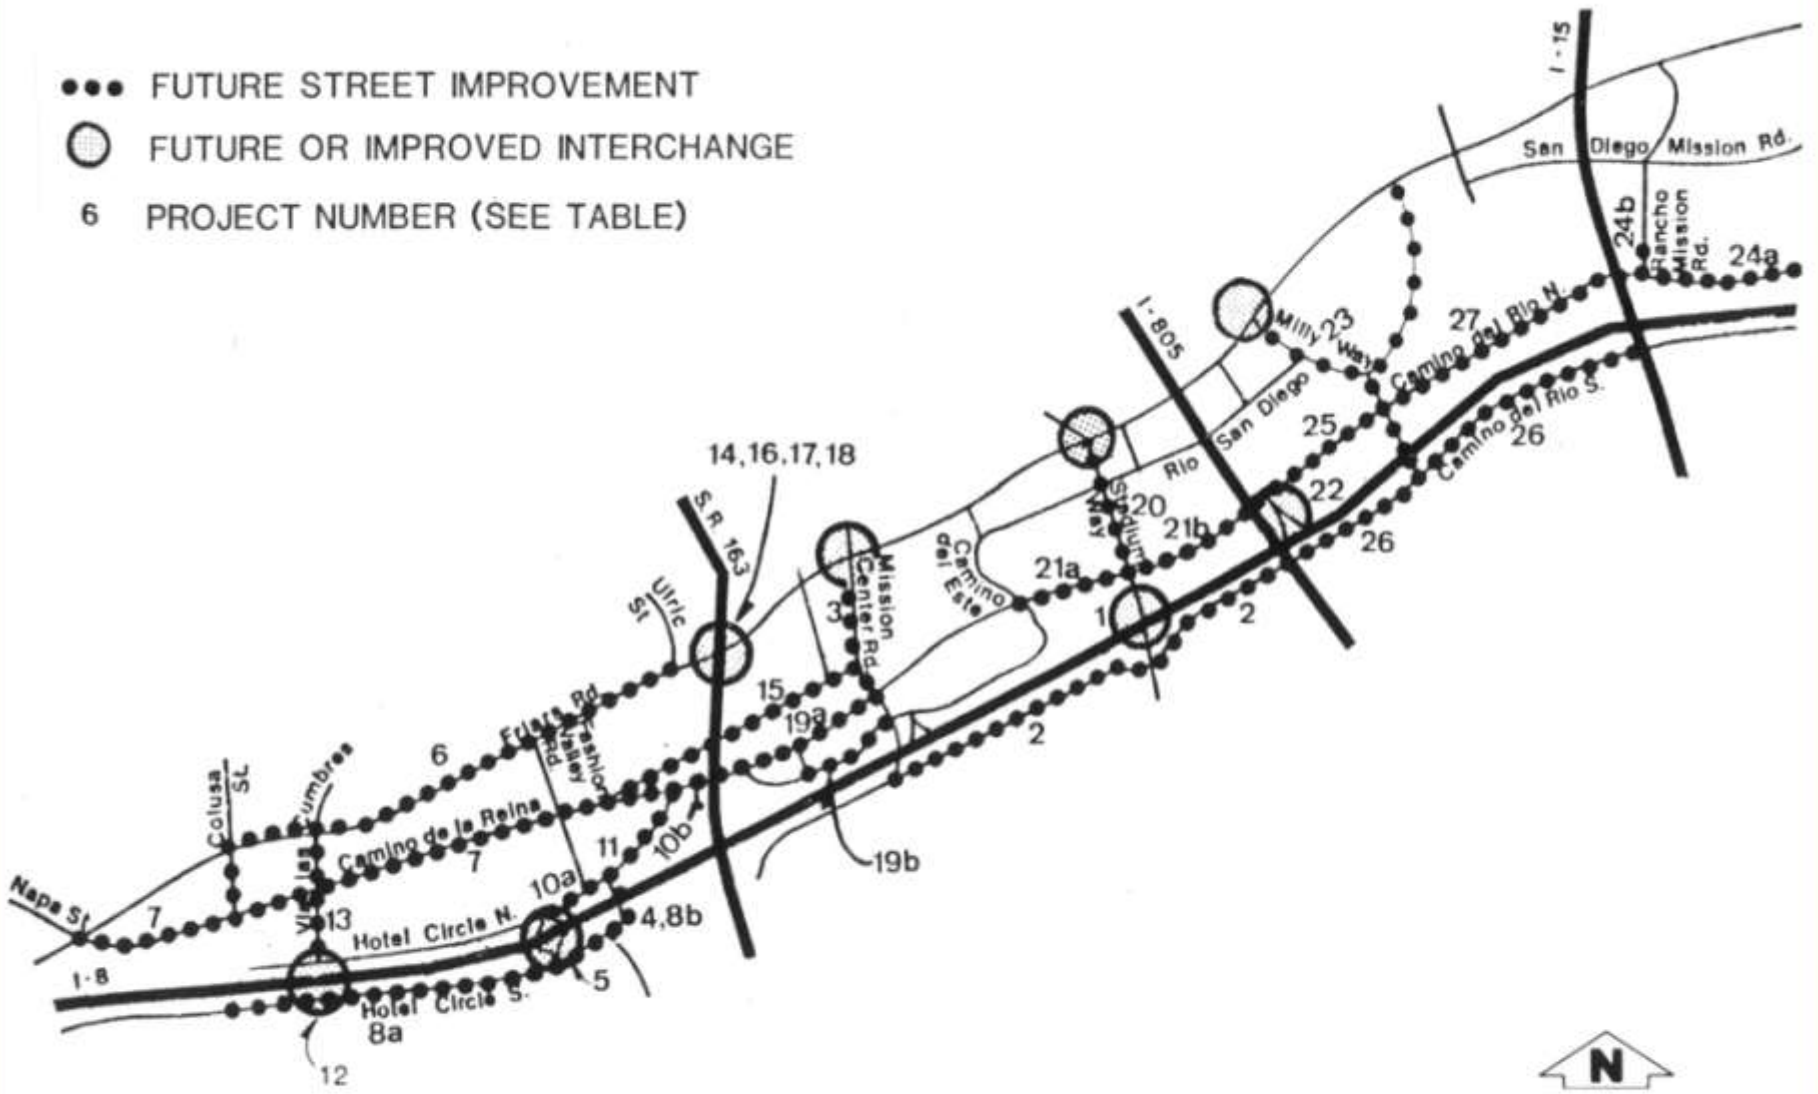 FUTURE STREET IMPROVEMENT
FUTURE OR IMPROVED INTERCHANGE
6 PROJECT NUMBER (SEE TABLE)
I-15
San Diego Mission Rd.
24b
Rancho
Mission
Rd.
24a
I-805
Milly Way
23
27
Camino del Rio N.
Rio San Diego
25
Camino del Rio S.
26
22
26
14,16,17,18
S.R. 163
Stadium
Way
20
21b
21a
Camino
del Este
Mission
Center Rd.
3
1
2
2
Ulric
St
15
19a
Friars Rd.
Fashion
Valley
Rd.
6
Colusa
St.
Via las Cumbres
Camino de la Reina
7
11
10b
19b
10a
Napa St
7
13
Hotel Circle N.
4,8b
I-8
5
Hotel Circle S.
8a
12
N